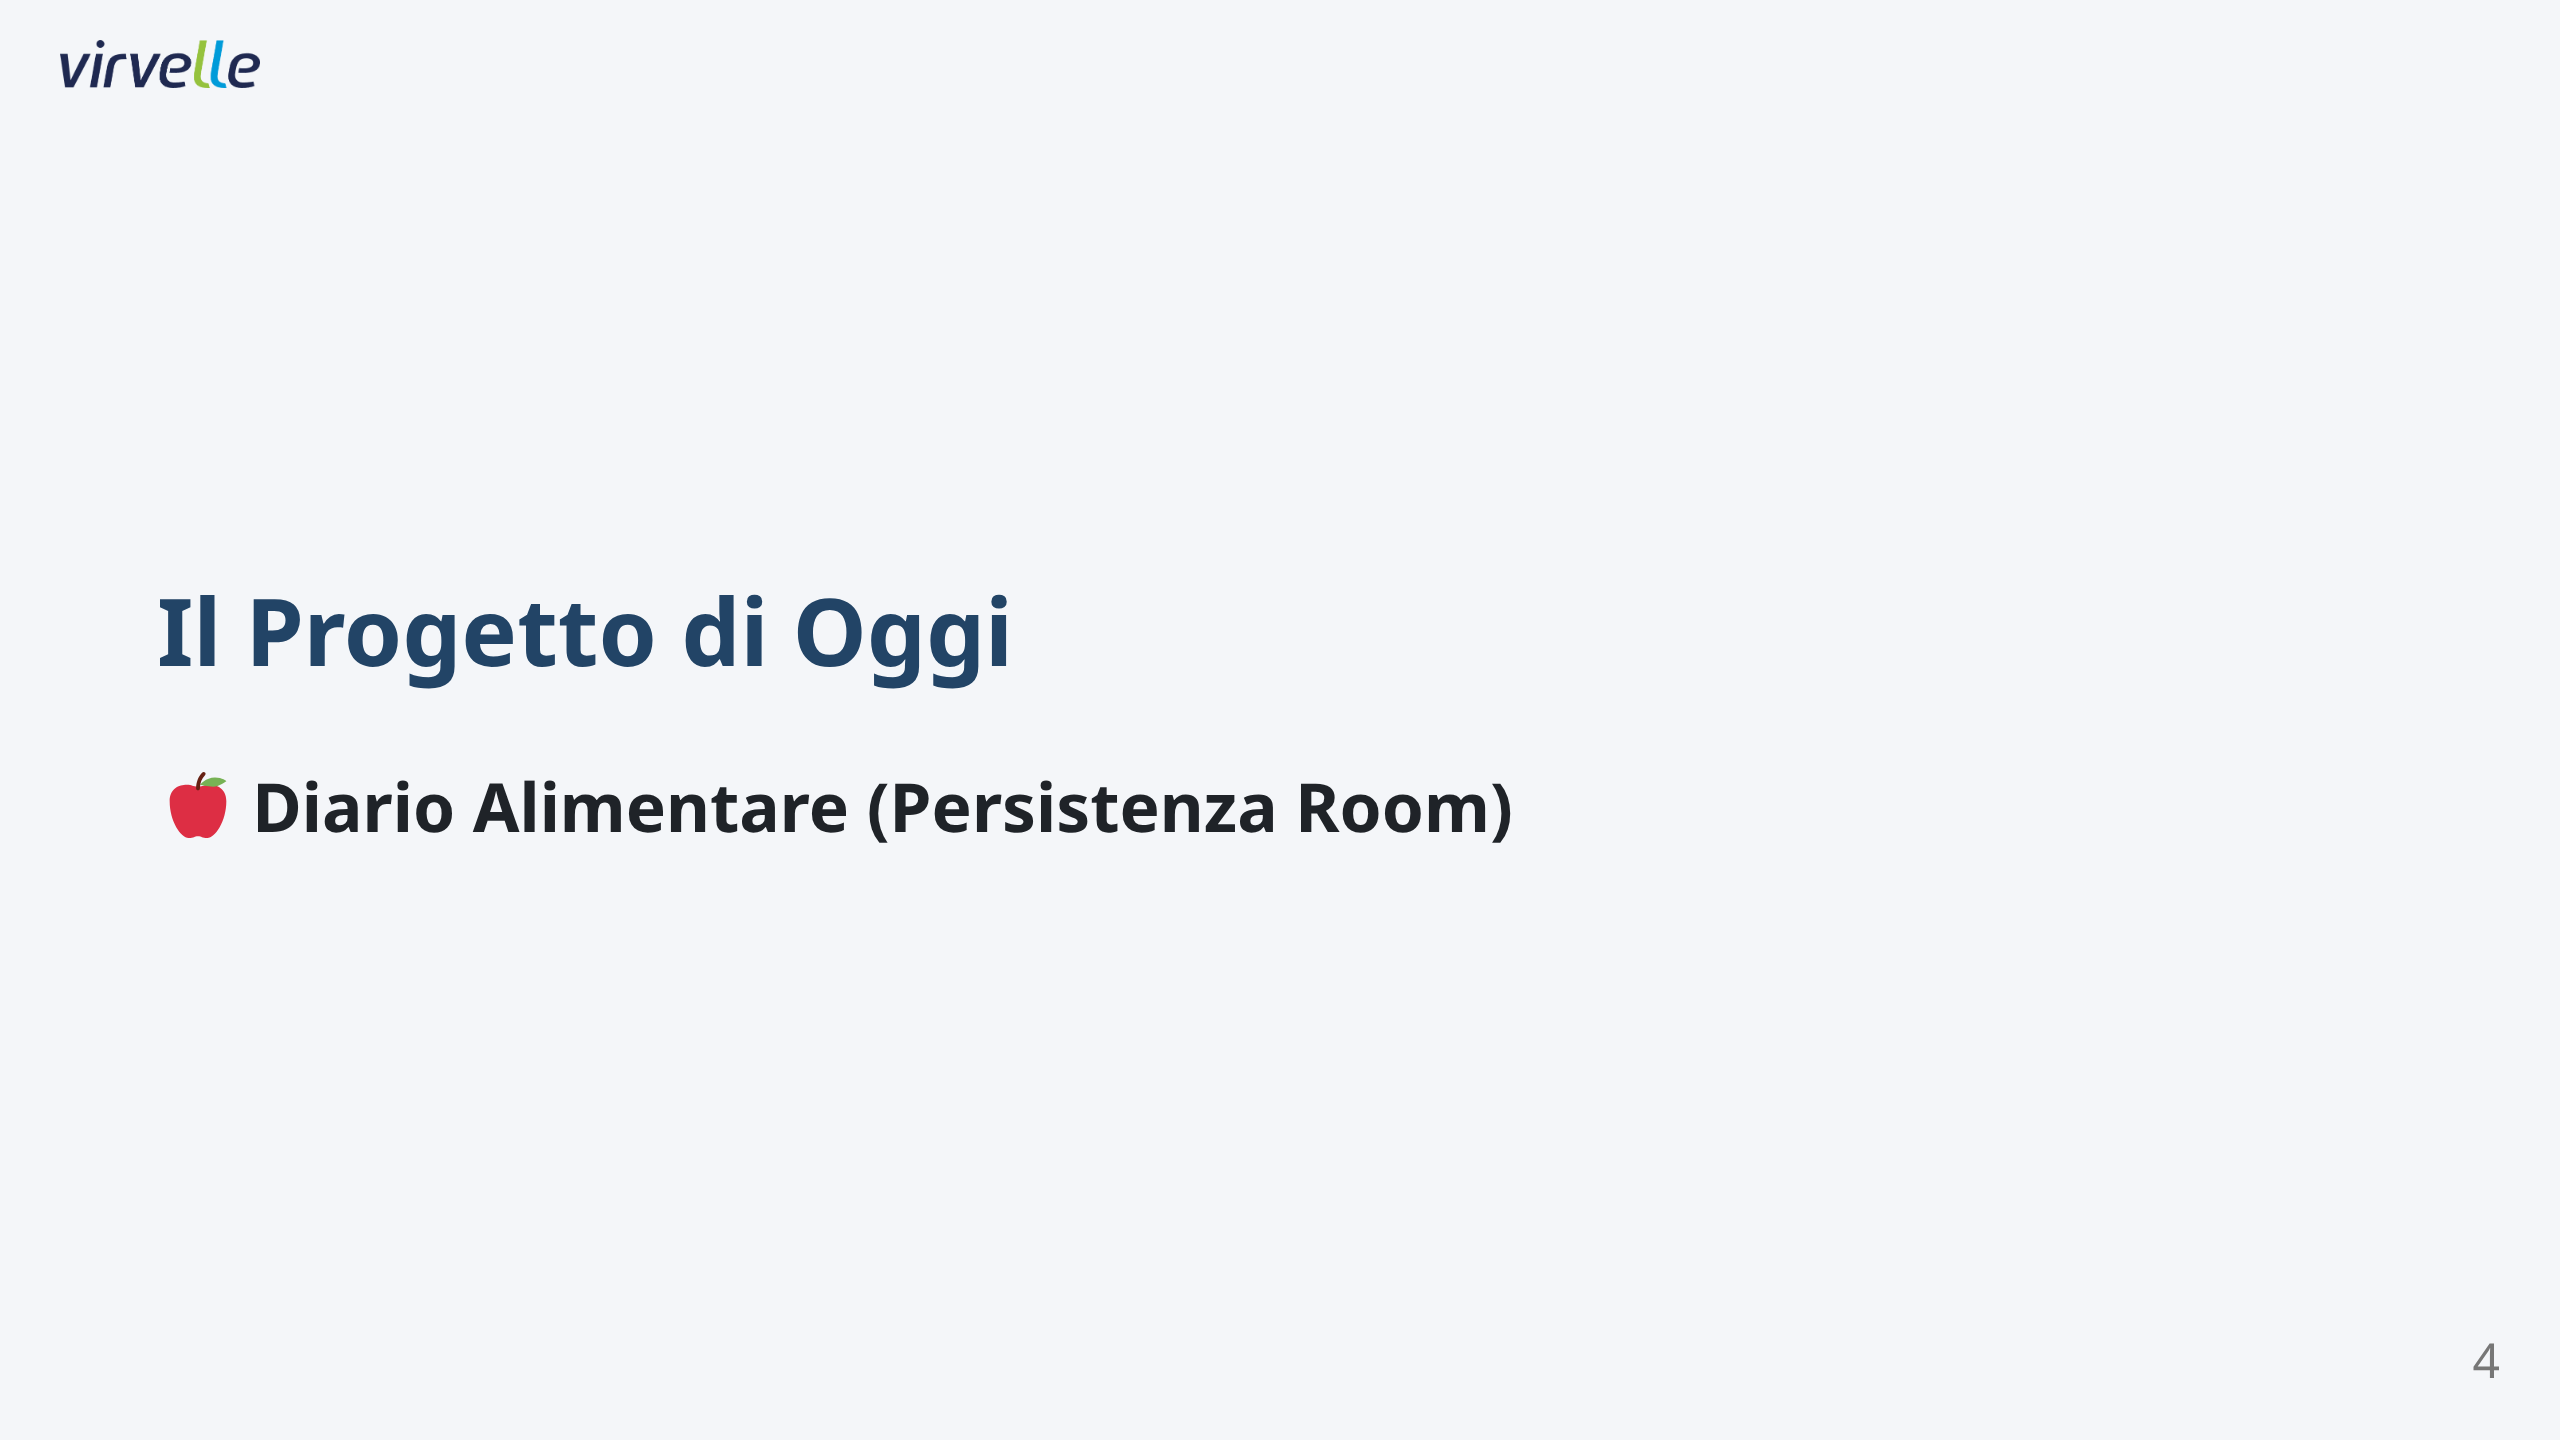 virvelle
Il Progetto di Oggi
🍎 Diario Alimentare (Persistenza Room)
4